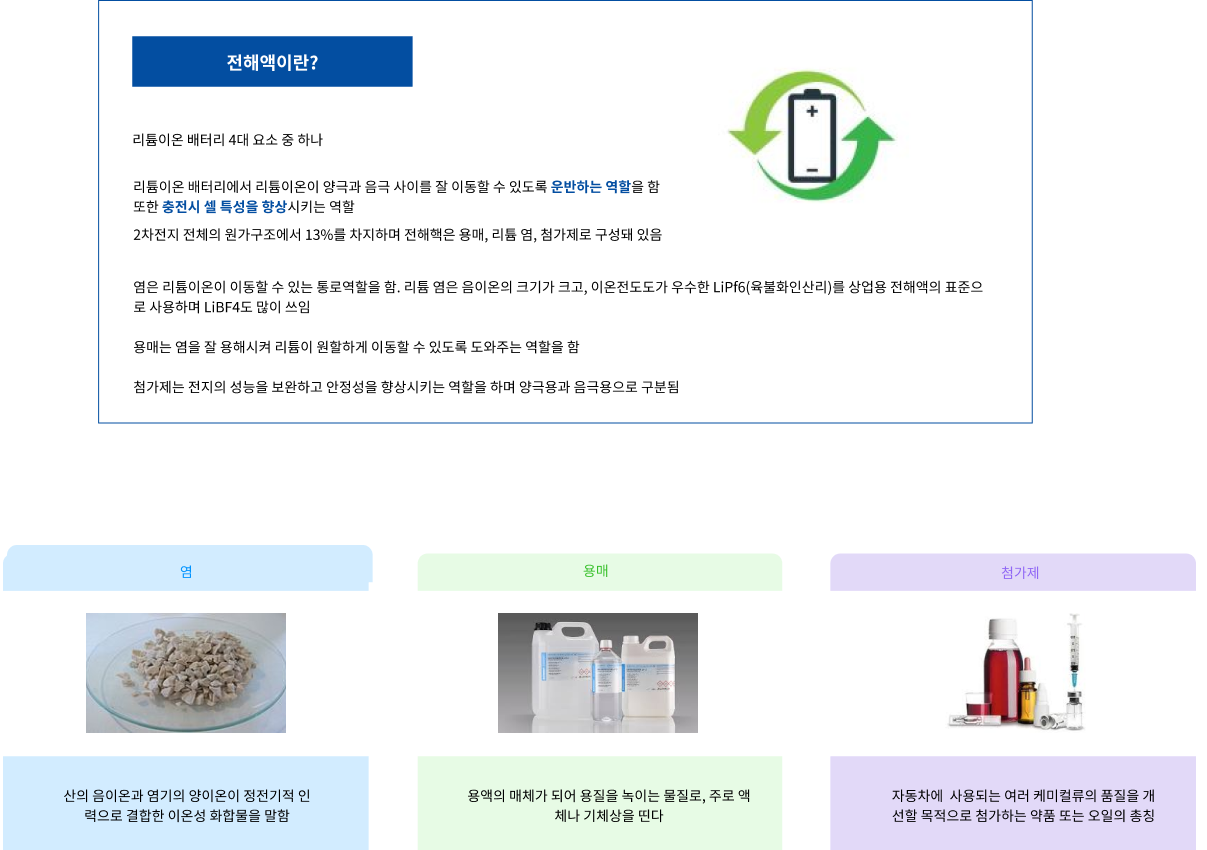 전해액이란?
리튬이온 배터리 4대 요소 중 하나
리튬이온 배터리에서 리튬이온이 양극과 음극 사이를 잘 이동할 수 있도록 운반하는 역할을 함
또한 충전시 셀 특성을 향상시키는 역할
2차전지 전체의 원가구조에서 13%를 차지하며 전해핵은 용매, 리튬 염, 첨가제로 구성돼 있음
염은 리튬이온이 이동할 수 있는 통로역할을 함. 리튬 염은 음이온의 크기가 크고, 이온전도도가 우수한 LiPf6(육불화인산리)를 상업용 전해액의 표준으
로 사용하며 LiBF4도 많이 쓰임
용매는 염을 잘 용해시켜 리튬이 원할하게 이동할 수 있도록 도와주는 역할을 함
첨가제는 전지의 성능을 보완하고 안정성을 향상시키는 역할을 하며 양극용과 음극용으로 구분됨
염
산의 음이온과 염기의 양이온이 정전기적 인
력으로 결합한 이온성 화합물을 말함
용매
용액의 매체가 되어 용질을 녹이는 물질로, 주로 액
체나 기체상을 띤다
첨가제
자동차에 사용되는 여러 케미컬류의 품질을 개
선할 목적으로 첨가하는 약품 또는 오일의 총칭